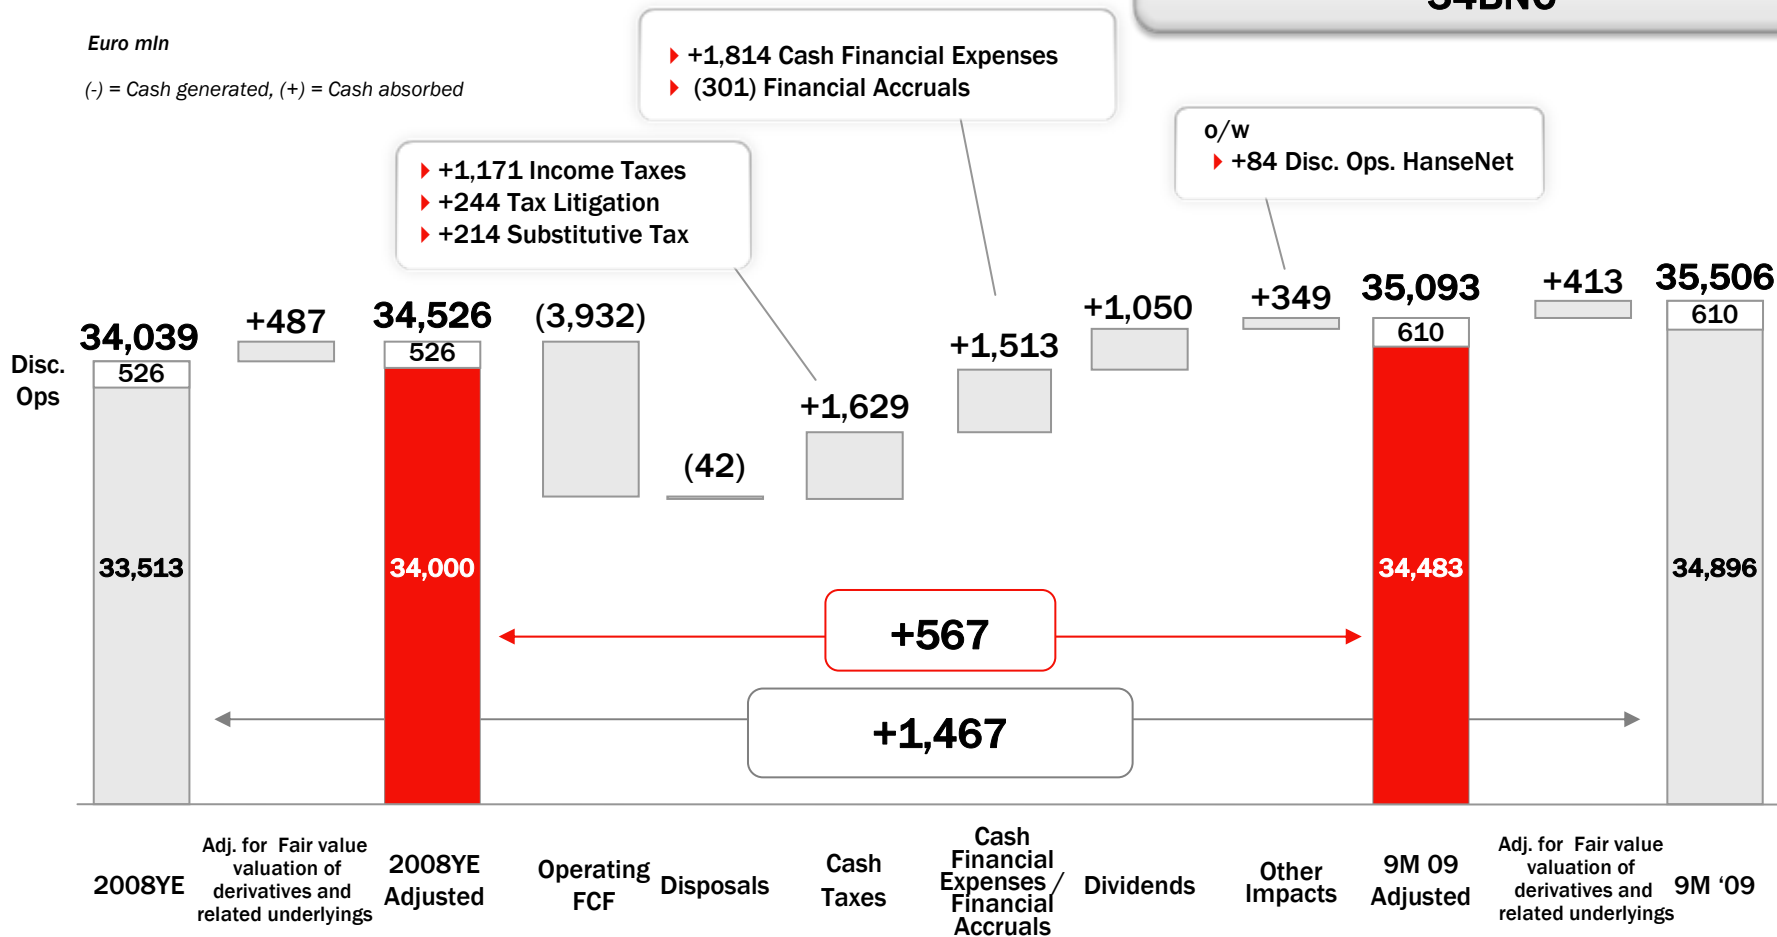 Euro mln
(-) = Cash generated, (+) = Cash absorbed
+1,814 Cash Financial Expenses
(301) Financial Accruals
o/w
+84 Disc. Ops. HanseNet
+1,171 Income Taxes
+244 Tax Litigation
+214 Substitutive Tax
34,039
+487
34,526
(3,932)
(42)
+1,629
+1,513
+1,050
+349
35,093
+413
35,506
Disc.
Ops
526
526
610
610
33,513
34,000
34,483
34,896
+567
+1,467
2008YE
Adj. for Fair value
valuation of
derivatives and
related underlyings
2008YE
Adjusted
Operating
FCF
Disposals
Cash
Taxes
Cash
Financial
Expenses /
Financial
Accruals
Dividends
Other
Impacts
9M 09
Adjusted
Adj. for Fair value
valuation of
derivatives and
related underlyings
9M ‘09